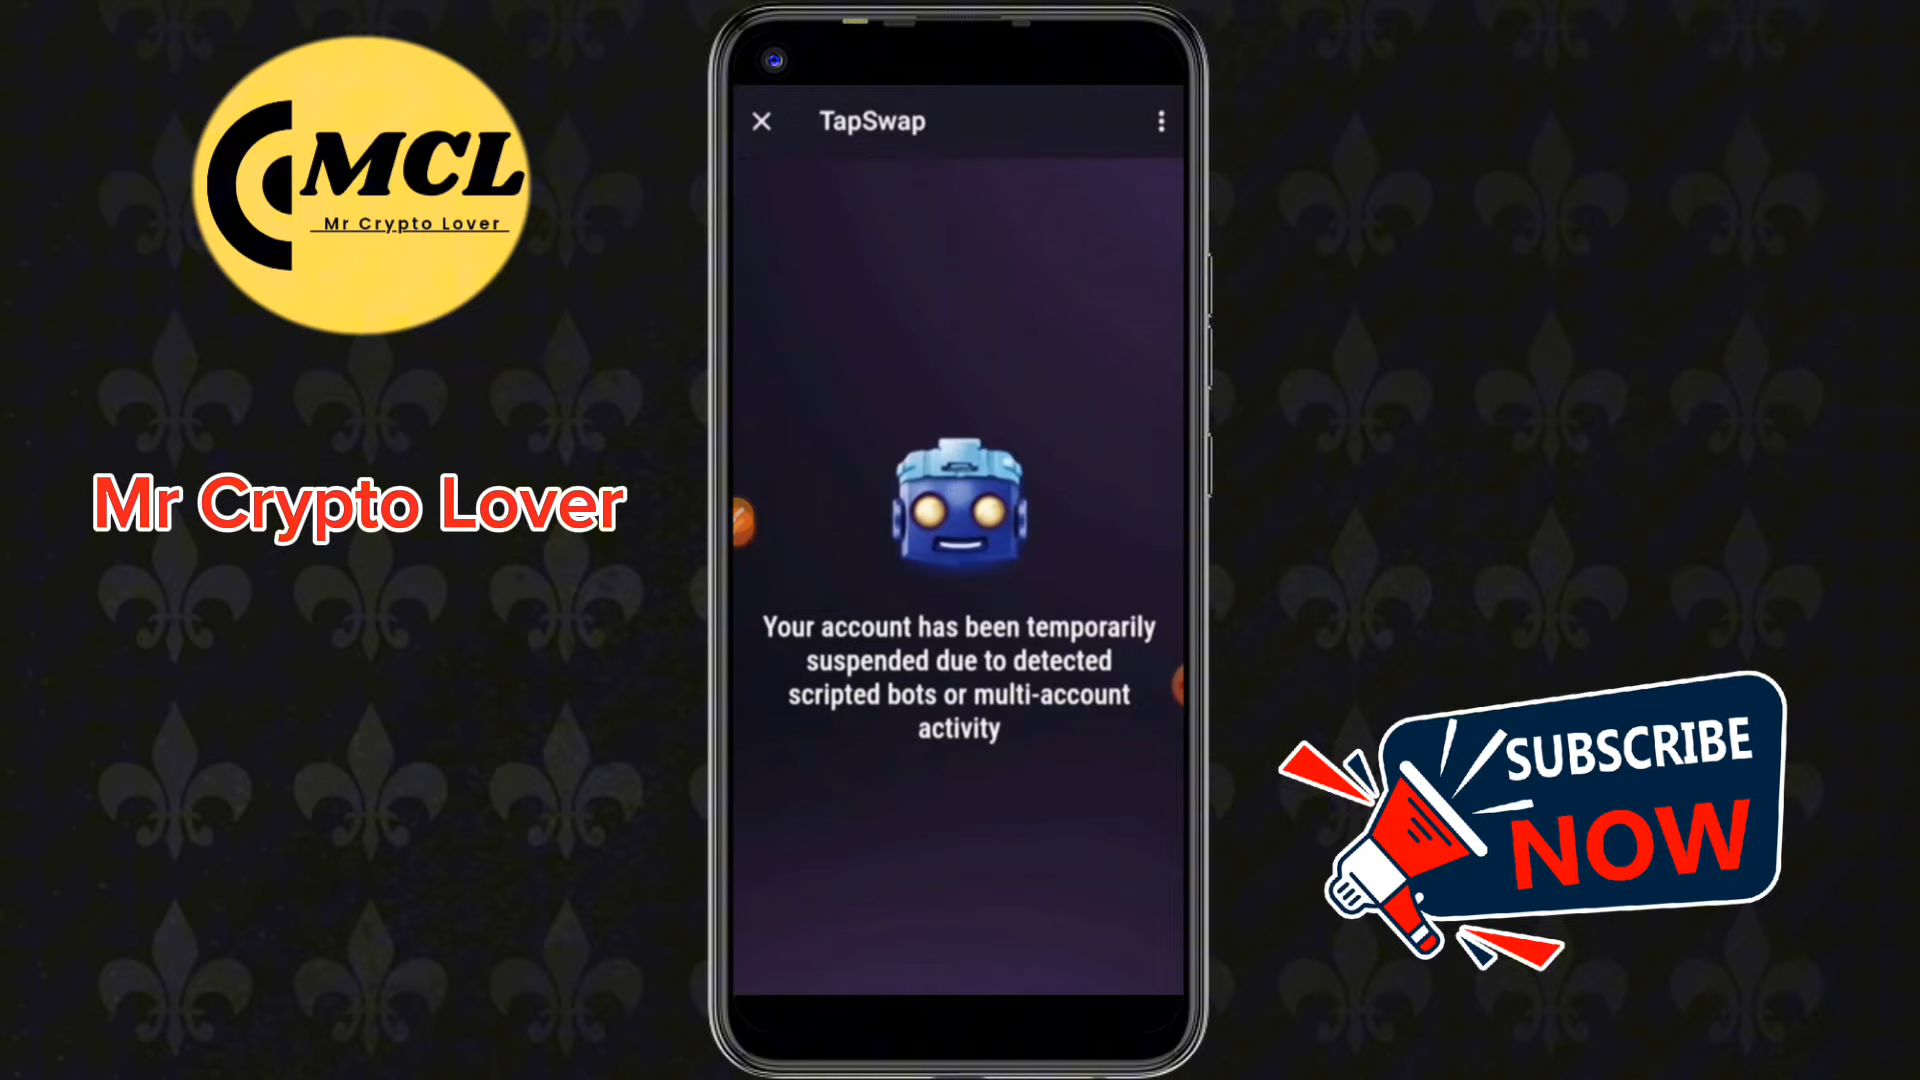 MCL
Mr Crypto Lover
Mr Crypto Lover
TapSwap
Your account has been temporarily
suspended due to detected
scripted bots or multi-account
activity
SUBSCRIBE
NOW